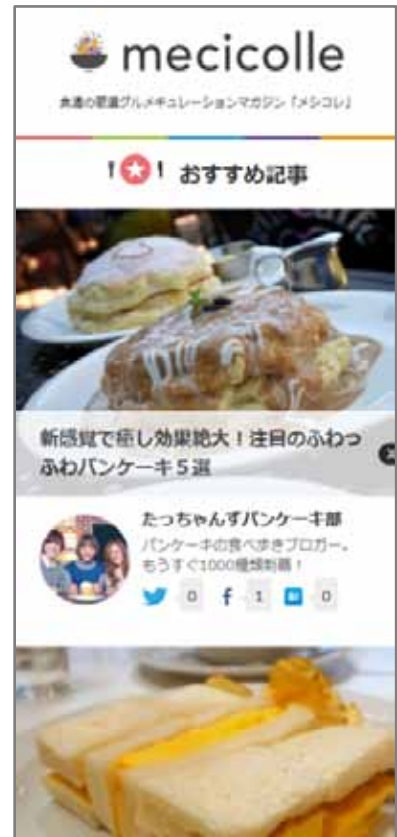 mecicolle
食通の厳選グルメキュレーションマガジン「メシコレ」
おすすめ記事
新感覚で癒し効果絶大！注目のふわっ
ふわパンケーキ５選
たっちゃんずパンケーキ部
パンケーキの食べ歩きブロガー。
もうすぐ1000種類制覇！
0 1 B! 0